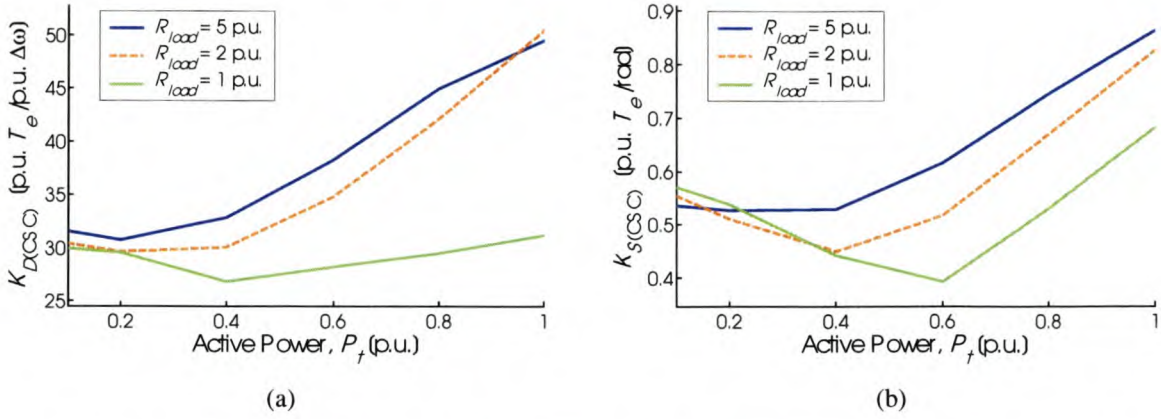 K_D(CSC) (p.u. T_e/p.u. Δω)
50
45
40
35
30
25
R_load = 5 p.u.
R_load = 2 p.u.
R_load = 1 p.u.
0.2 0.4 0.6 0.8 1
Active Power, P_t (p.u.)
(a)
K_S(CSC) (p.u. T_e/rad)
0.9
0.8
0.7
0.6
0.5
0.4
R_load = 5 p.u.
R_load = 2 p.u.
R_load = 1 p.u.
0.2 0.4 0.6 0.8 1
Active Power, P_t (p.u.)
(b)